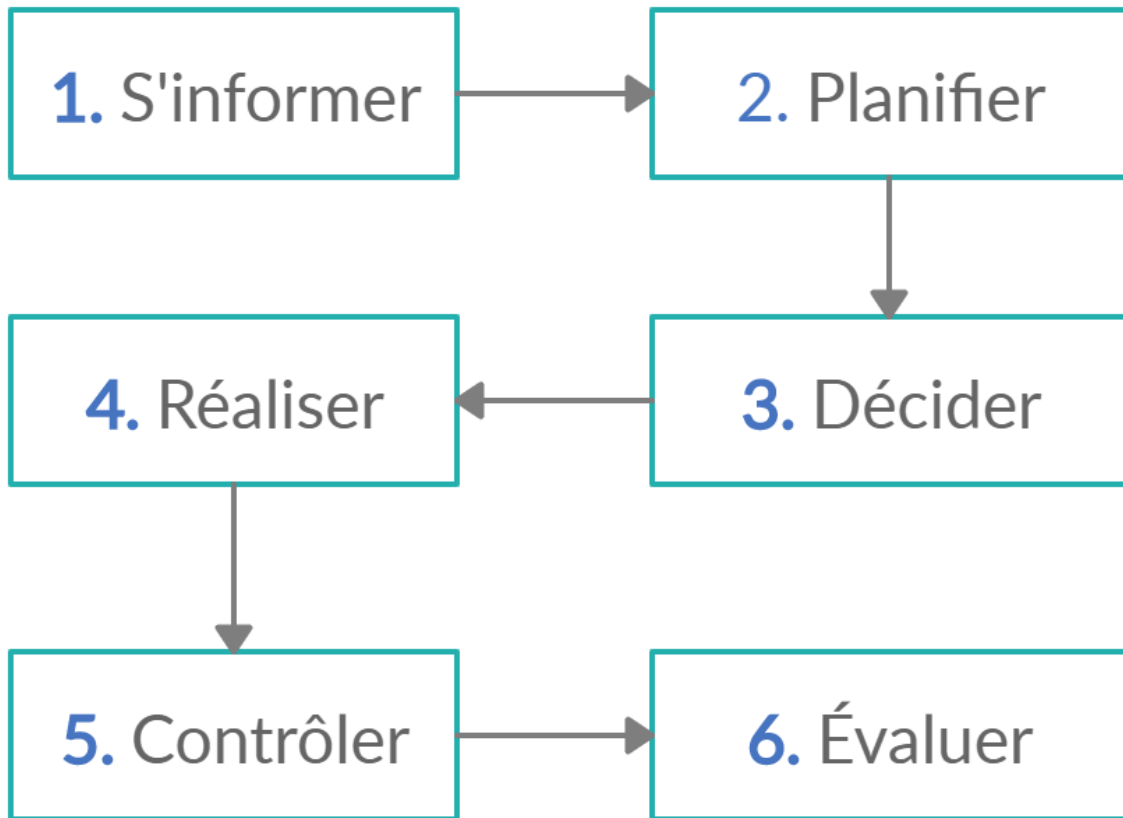 1. S'informer
2. Planifier
3. Décider
4. Réaliser
5. Contrôler
6. Évaluer